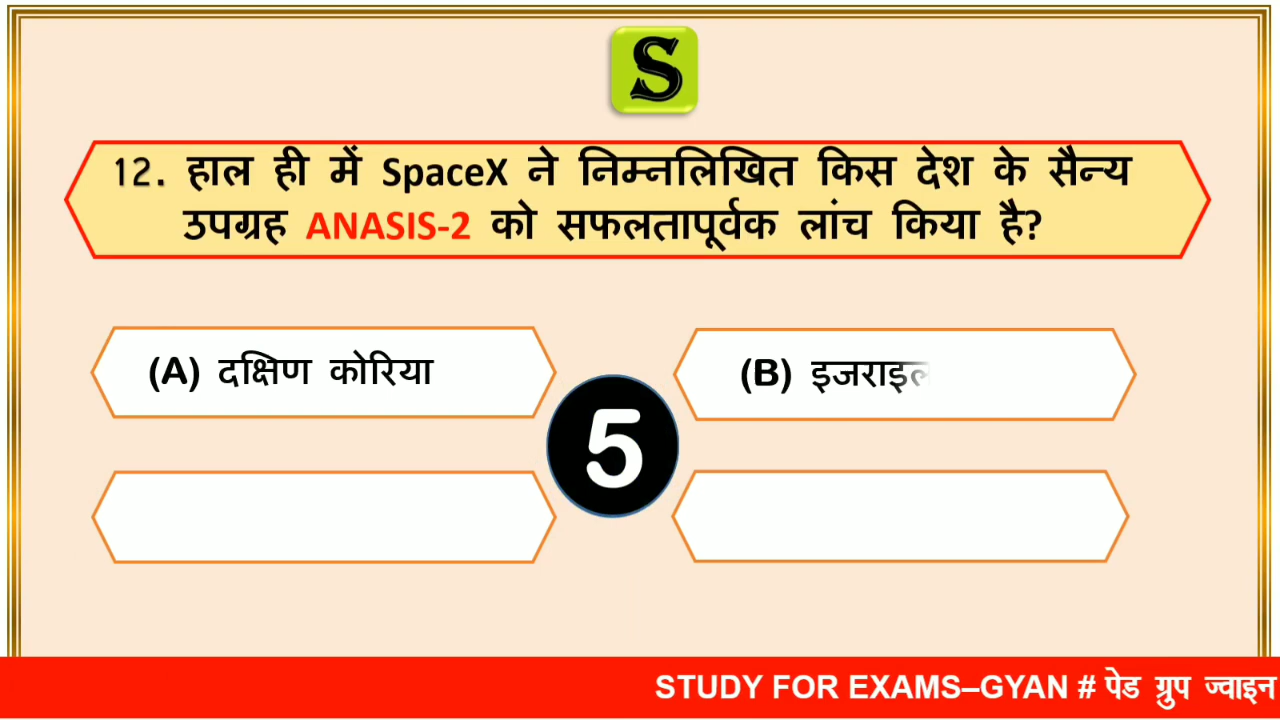 S
12. हाल ही में SpaceX ने निम्नलिखित किस देश के सैन्य
उपग्रह ANASIS-2 को सफलतापूर्वक लांच किया है?
(A) दक्षिण कोरिया
(B) इजराइल
5
STUDY FOR EXAMS–GYAN # पेड ग्रुप ज्वाइन